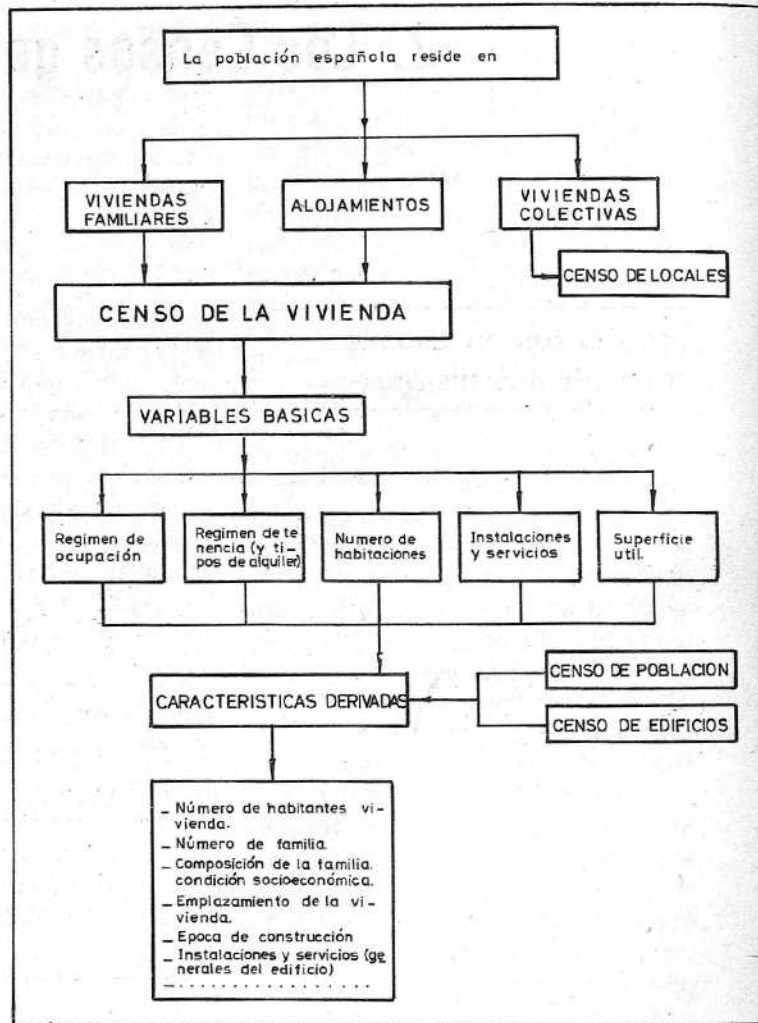 La población española reside en
VIVIENDAS
FAMILIARES
ALOJAMIENTOS
VIVIENDAS
COLECTIVAS
CENSO DE LOCALES
CENSO DE LA VIVIENDA
VARIABLES BASICAS
Regimen de
ocupación
Regimen de te
nencia (y ti-
pos de alquiler)
Numero de
habitaciones
Instalaciones
y servicios
Superficie
util.
CENSO DE POBLACION
CARACTERISTICAS DERIVADAS
CENSO DE EDIFICIOS
_ Número de habitantes vi-
vienda.
_ Número de familia.
_ Composición de la familia.
condición socioeconómica.
_ Emplazamiento de la vi-
vienda.
_ Epoca de construcción
_ Instalaciones y servicios (ge
nerales del edificio)
_ . . . . . . . . . . . . . . . . .